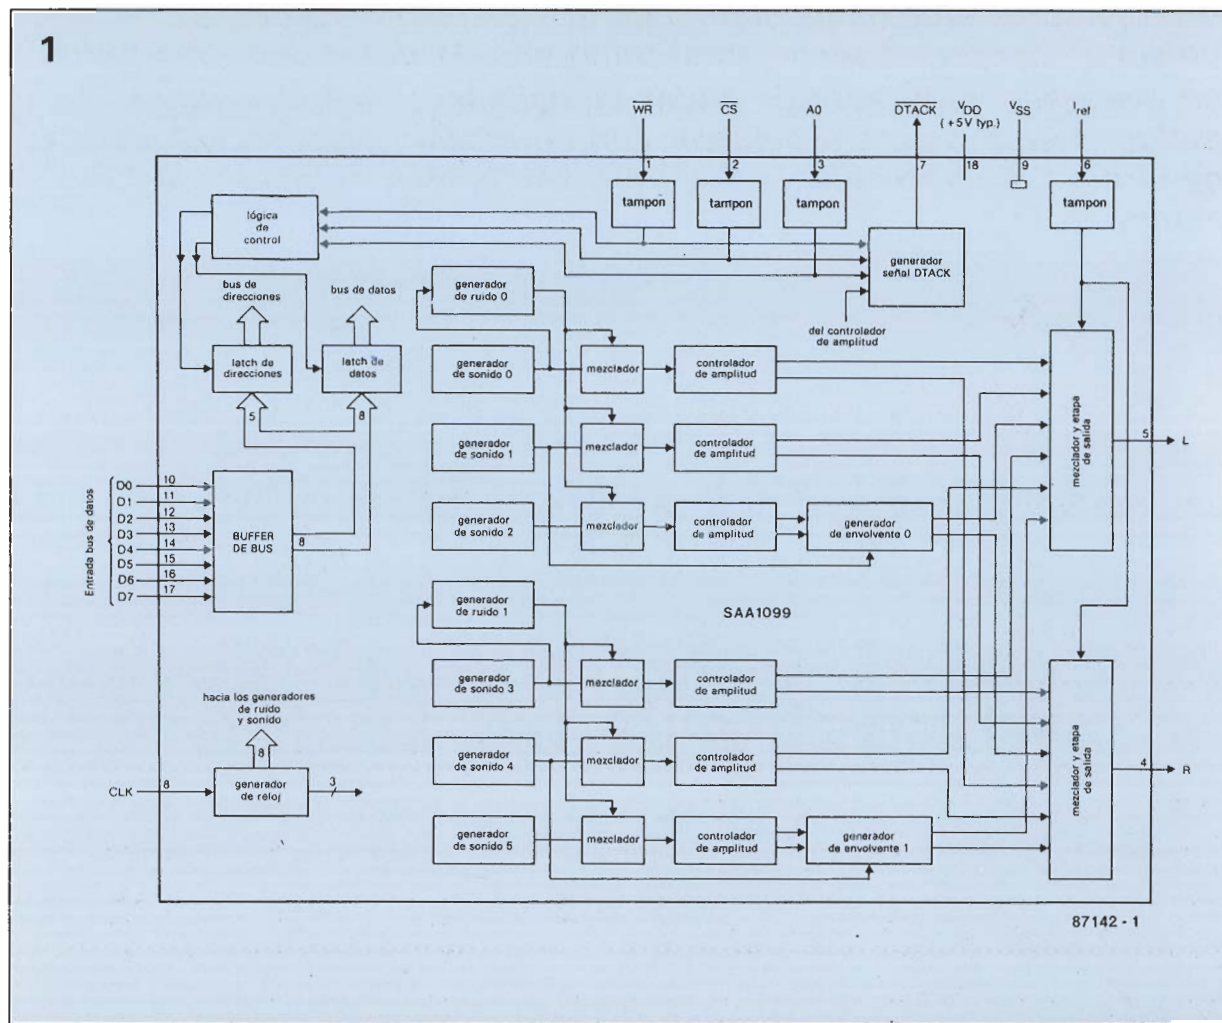 1
WR
CS
A0
DTACK
VDD
(+5V typ.)
VSS
Iref
1
2
3
7
18
9
6
tampon
tampon
tampon
tampon
lógica
de
control
generador
señal DTACK
bus de
direcciones
bus de datos
generador
de ruido 0
del controlador
de amplitud
latch de
direcciones
latch de
datos
generador
de sonido 0
mezclador
controlador
de amplitud
5
8
generador
de sonido 1
mezclador
controlador
de amplitud
mezclador y etapa
de salida
5
L
Entrada bus de datos
D0
10
D1
11
D2
12
D3
13
D4
14
D5
15
D6
16
D7
17
BUFFER
DE BUS
8
generador
de sonido 2
mezclador
controlador
de amplitud
generador
de envolvente 0
generador
de ruido 1
SAA1099
generador
de sonido 3
mezclador
controlador
de amplitud
hacia los generadores
de ruido
y sonido
8
generador
de sonido 4
mezclador
controlador
de amplitud
mezclador y etapa
de salida
4
R
CLK
8
generador
de reloj
3
generador
de sonido 5
mezclador
controlador
de amplitud
generador
de envolvente 1
87142 - 1